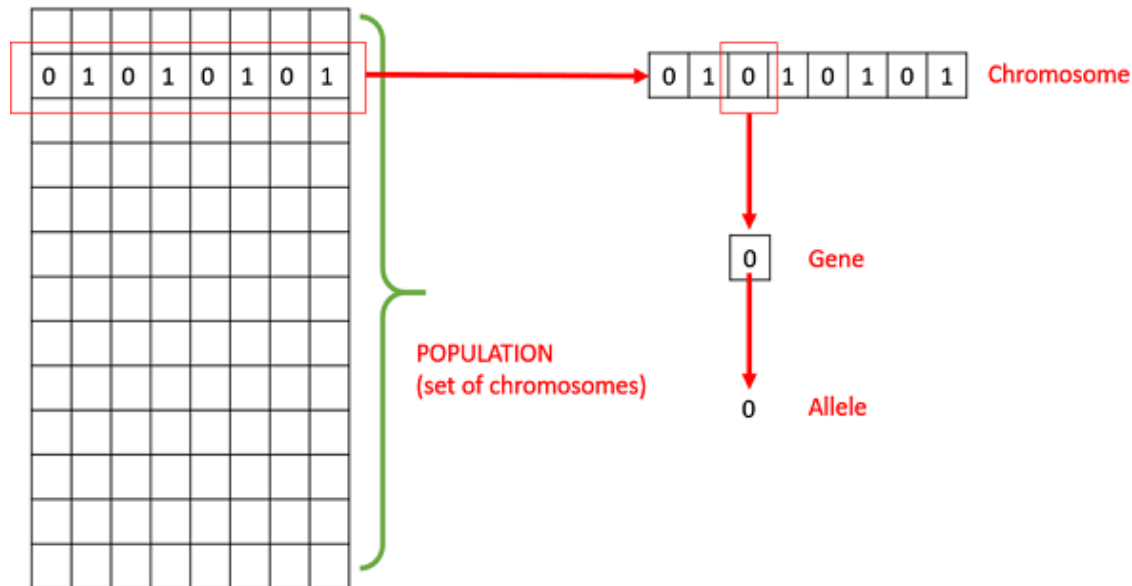 0 1 0 1 0 1 0 1
0 1 0 1 0 1 0 1 Chromosome
0 Gene
POPULATION
(set of chromosomes)
0 Allele